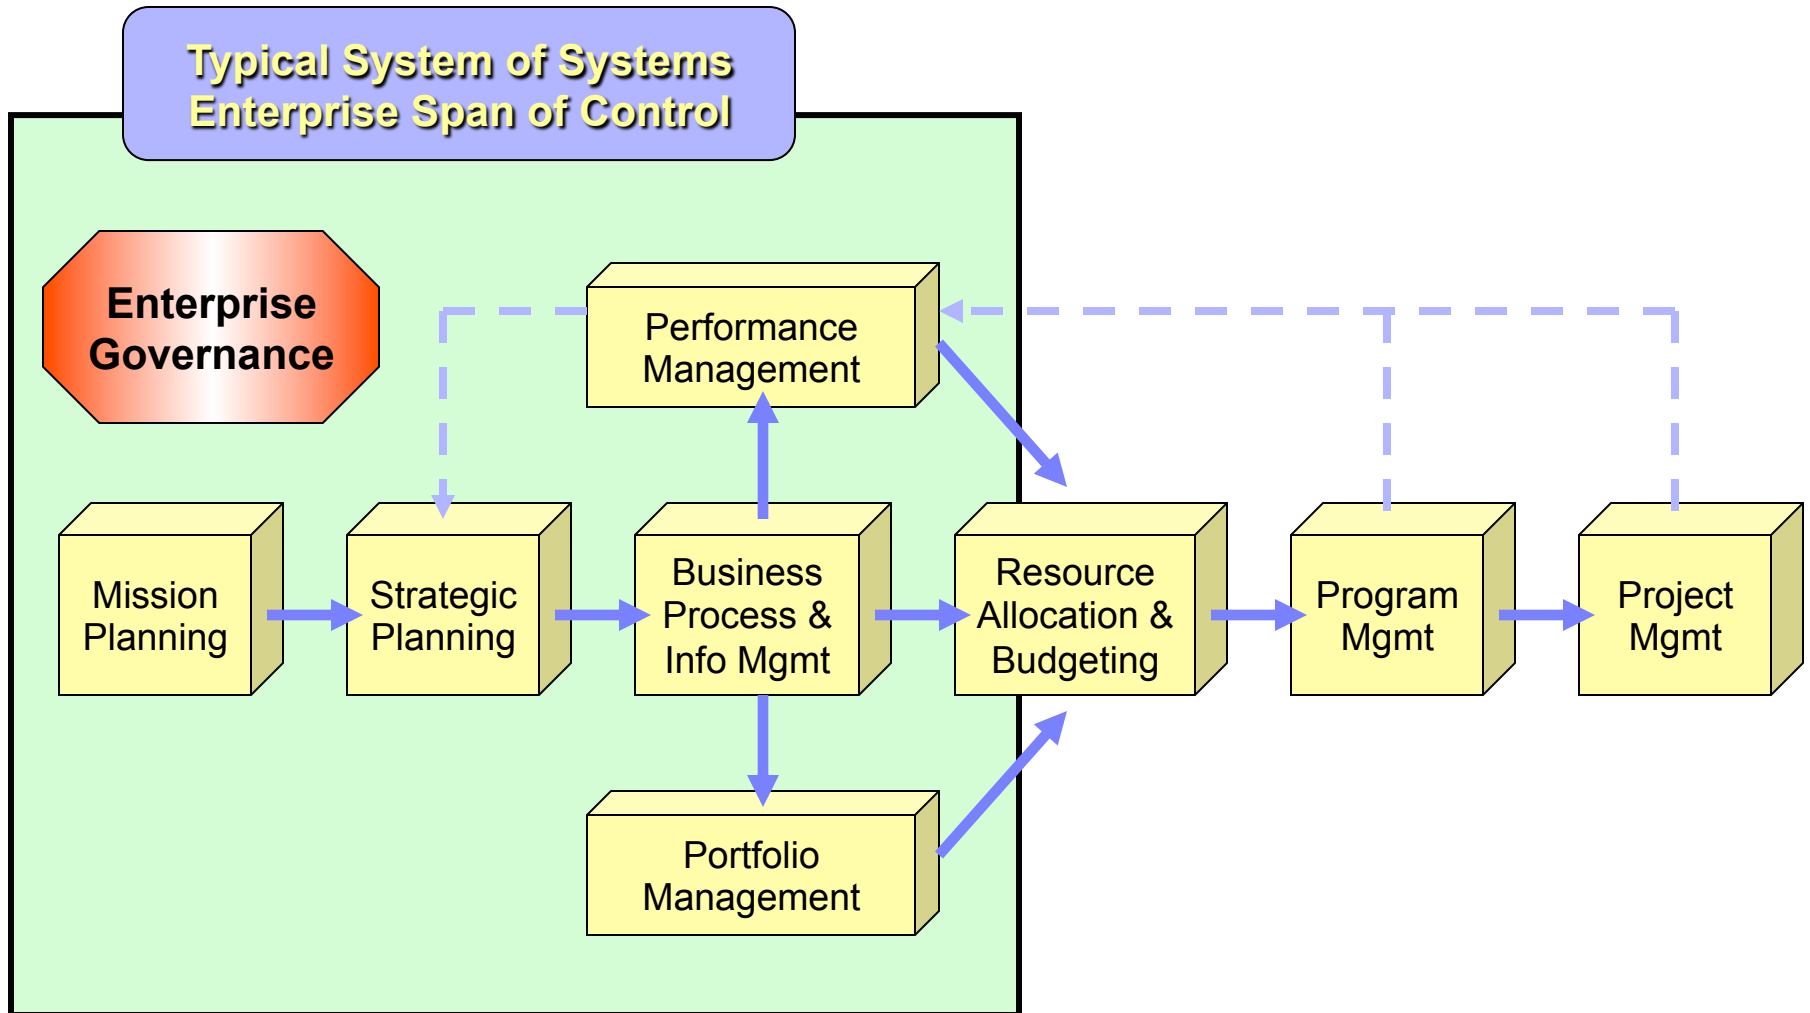 Typical System of Systems
Enterprise Span of Control
Enterprise
Governance
Performance
Management
Mission
Planning
Strategic
Planning
Business
Process &
Info Mgmt
Resource
Allocation &
Budgeting
Program
Mgmt
Project
Mgmt
Portfolio
Management